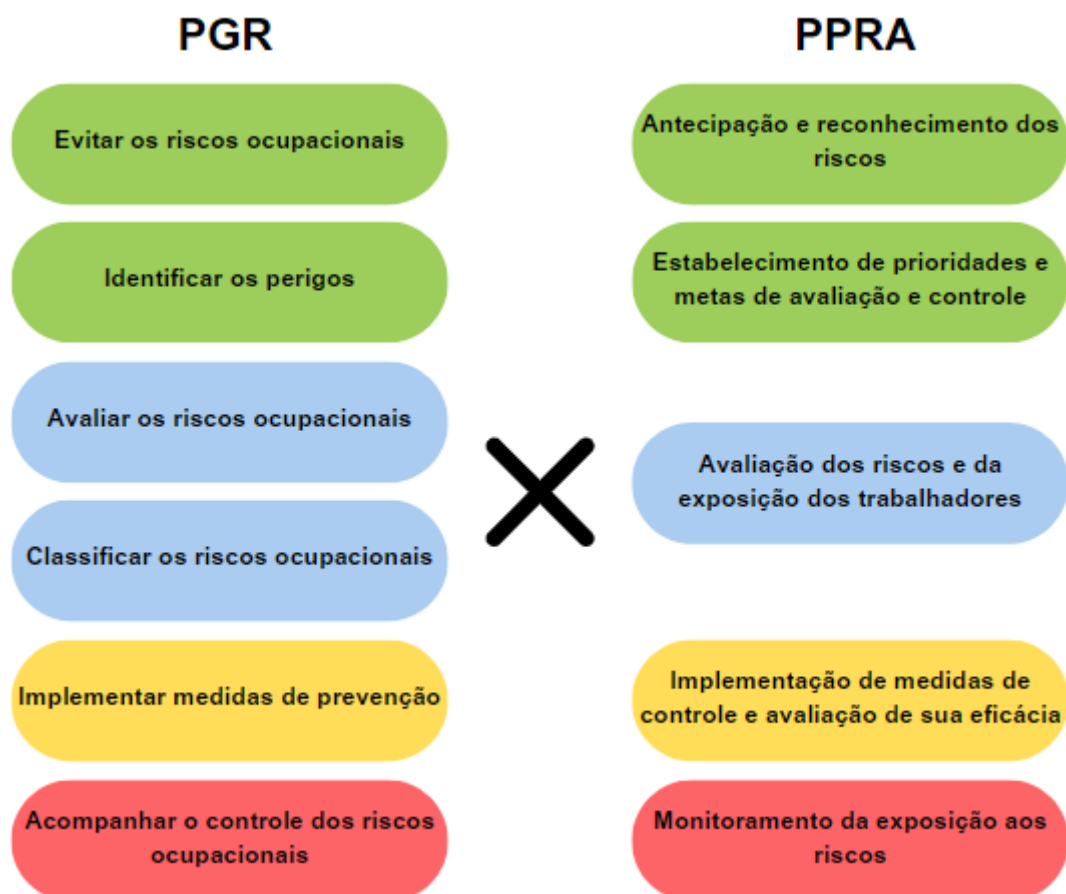 PGR
Evitar os riscos ocupacionais
Identificar os perigos
Avaliar os riscos ocupacionais
Classificar os riscos ocupacionais
Implementar medidas de prevenção
Acompanhar o controle dos riscos
ocupacionais
PPRA
Antecipação e reconhecimento dos
riscos
Estabelecimento de prioridades e
metas de avaliação e controle
Avaliação dos riscos e da
exposição dos trabalhadores
Implementação de medidas de
controle e avaliação de sua eficácia
Monitoramento da exposição aos
riscos